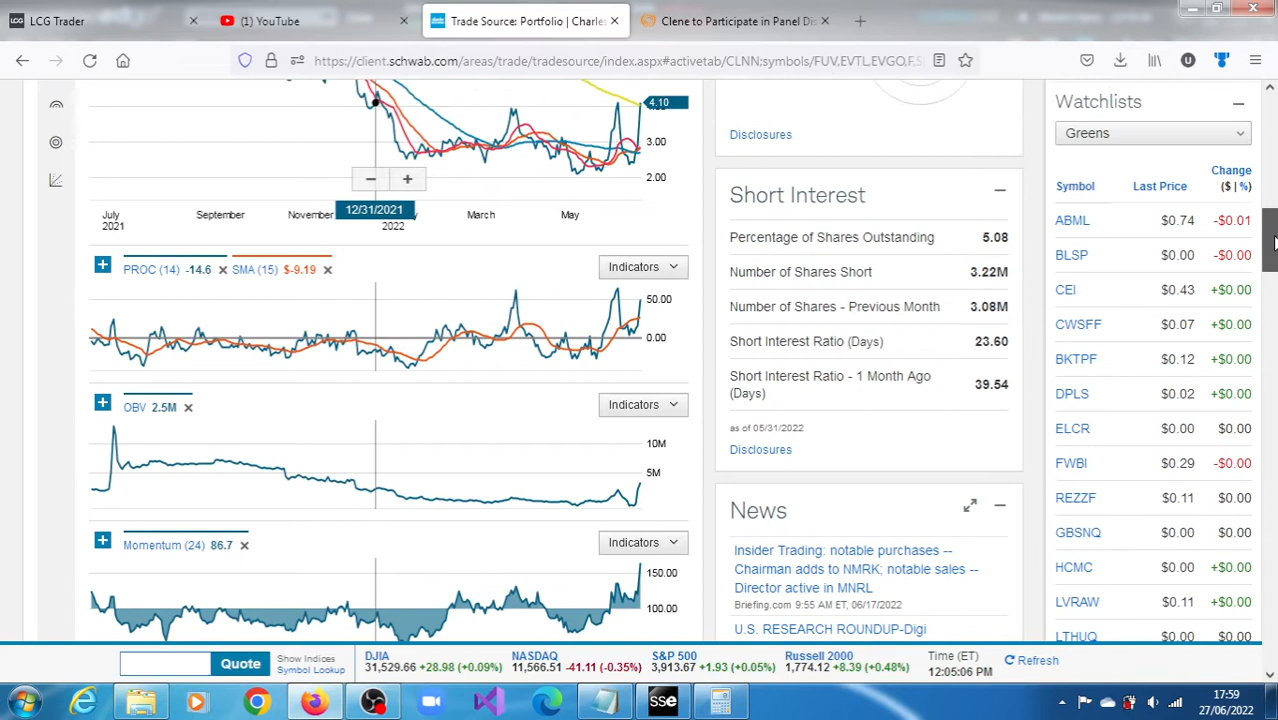 LCG Trader
(1) YouTube
Trade Source: Portfolio | Charles
Clene to Participate in Panel Dis
https://client.schwab.com/areas/trade/tradesource/index.aspx#activetab/CLNN:symbols/FUV,EVTL,EVGO,F,S
4.10
3.00
2.00
July
2021
September
November
12/31/2021
2022
March
May
PROC (14) -14.6
SMA (15) $-9.19
Indicators
50.00
0.00
OBV 2.5M
Indicators
10M
5M
Momentum (24) 86.7
Indicators
150.00
100.00
Disclosures
Short Interest
Percentage of Shares Outstanding 5.08
Number of Shares Short 3.22M
Number of Shares - Previous Month 3.08M
Short Interest Ratio (Days) 23.60
Short Interest Ratio - 1 Month Ago
(Days) 39.54
as of 05/31/2022
Disclosures
News
Insider Trading: notable purchases --
Chairman adds to NMRK; notable sales --
Director active in MNRL
Briefing.com 9:55 AM ET, 06/17/2022
U.S. RESEARCH ROUNDUP-Digi
Watchlists
Greens
Symbol Last Price Change
($ | %)
ABML $0.74 -$0.01
BLSP $0.00 -$0.00
CEI $0.43 +$0.00
CWSFF $0.07 +$0.00
BKTPF $0.12 +$0.00
DPLS $0.02 +$0.00
ELCR $0.00 $0.00
FWBI $0.29 -$0.00
REZZF $0.11 $0.00
GBSNQ $0.00 $0.00
HCMC $0.00 +$0.00
LVRAW $0.11 +$0.00
LTHUQ $0.00 $0.00
Quote
Show Indices
Symbol Lookup
DJIA
31,529.66 +28.98 (+0.09%)
NASDAQ
11,566.51 -41.11 (-0.35%)
S&P 500
3,913.67 +1.93 (+0.05%)
Russell 2000
1,774.12 +8.39 (+0.48%)
Time (ET)
12:05:06 PM
Refresh
SSE
17:59
27/06/2022